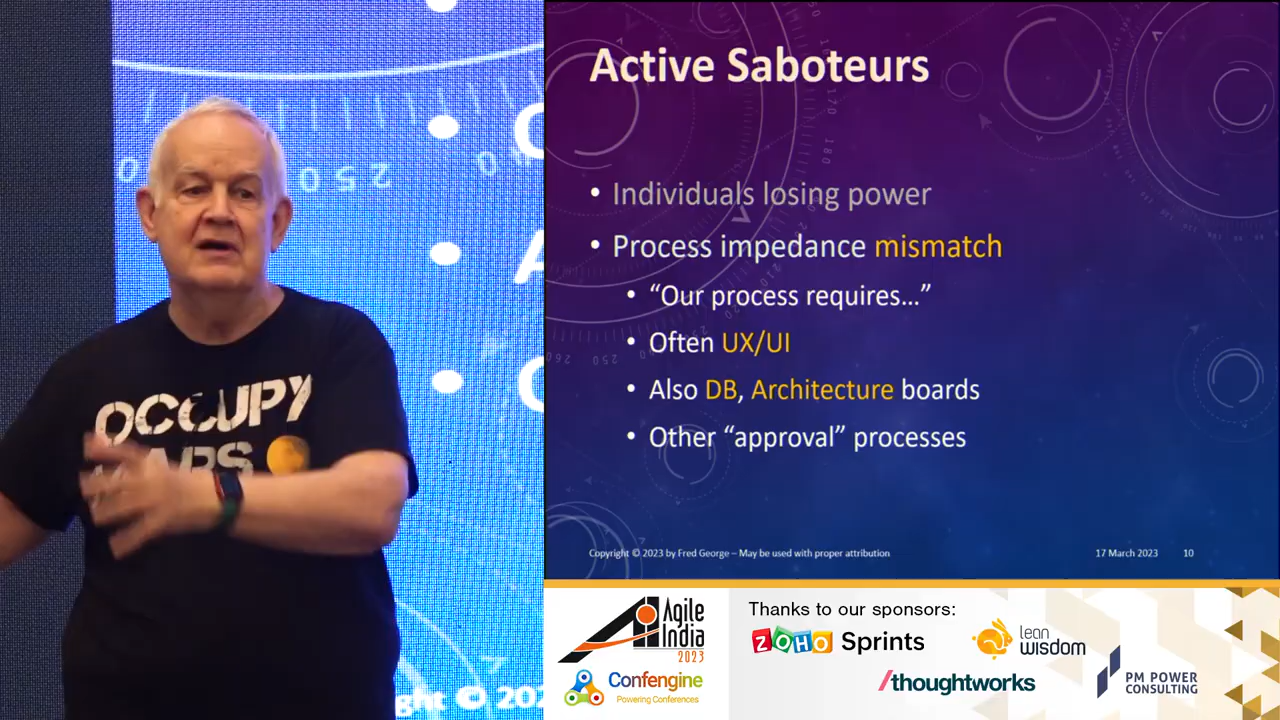 Active Saboteurs
• Individuals losing power
• Process impedance mismatch
• “Our process requires...”
• Often UX/UI
• Also DB, Architecture boards
• Other “approval” processes
Copyright © 2023 by Fred George – May be used with proper attribution
17 March 2023
10
OCCUPY
MARS
Agile
India
2023
Confengine
Powering Conferences
Thanks to our sponsors:
ZOHO Sprints
lean
wisdom
/thoughtworks
PM POWER
CONSULTING